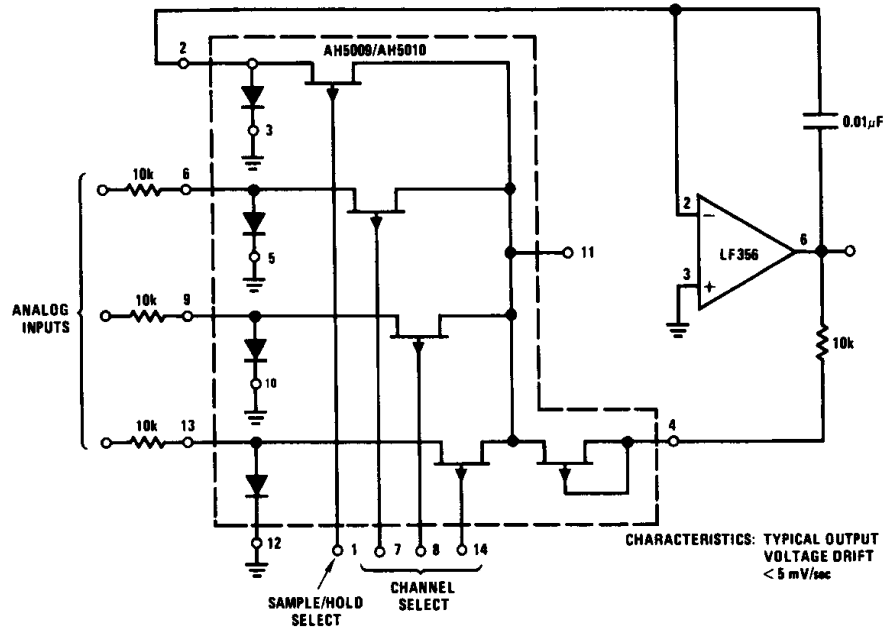 AH5009/AH5010
2
3
0.01μF
10k
6
5
2
6
LF356
3
11
ANALOG
INPUTS
10k
9
10
10k
10k
13
4
12
1
7
8
14
SAMPLE/HOLD
SELECT
CHANNEL
SELECT
CHARACTERISTICS: TYPICAL OUTPUT
VOLTAGE DRIFT
< 5 mV/sec
−
+